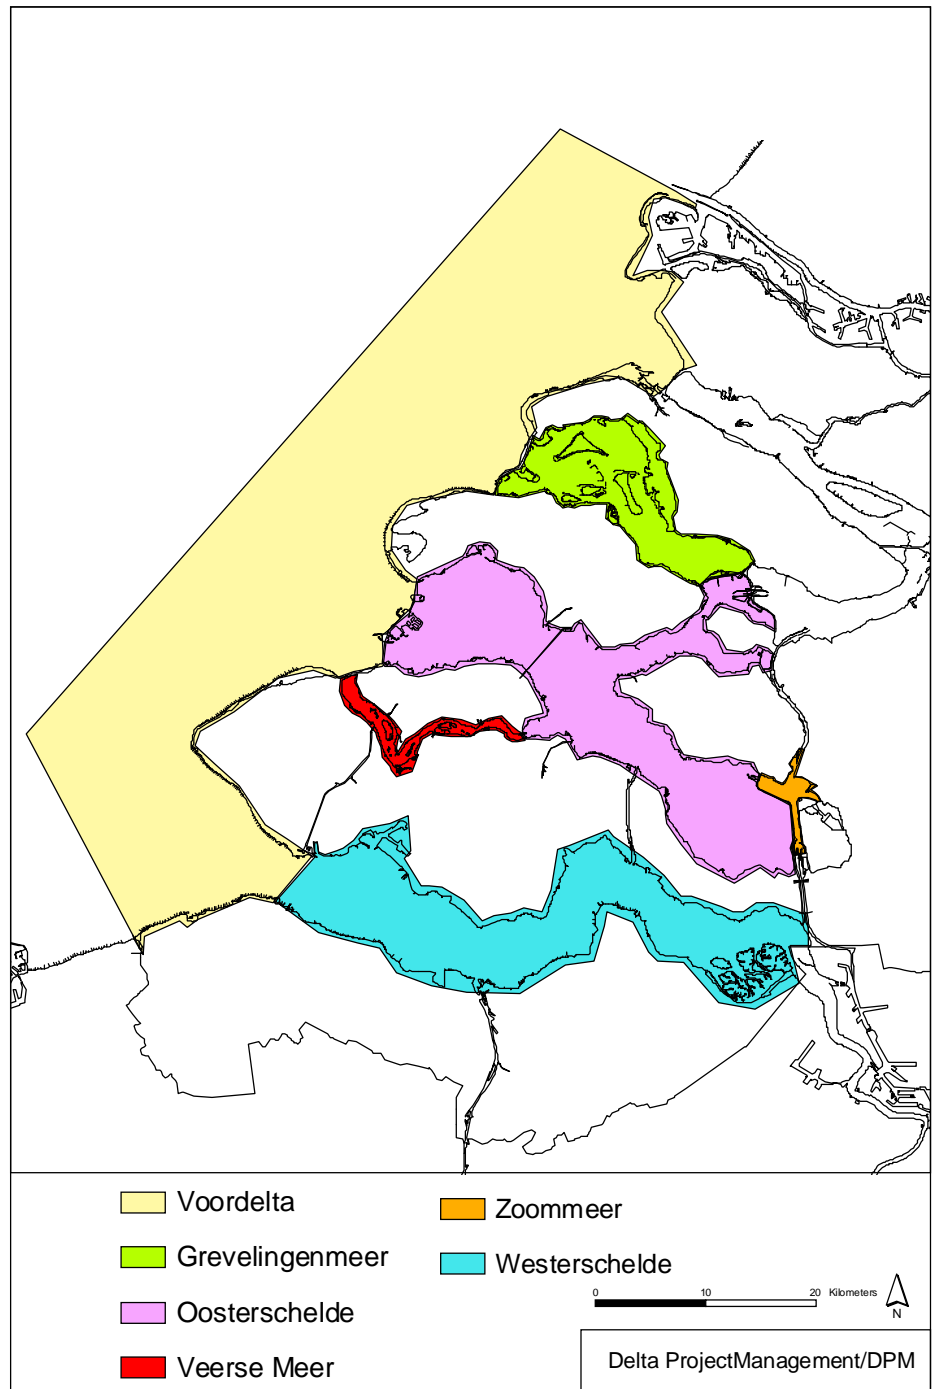 Voordelta
Grevelingenmeer
Oosterschelde
Veerse Meer
Zoommeer
Westerschelde
0 10 20 Kilometers
N
Delta ProjectManagement/DPM